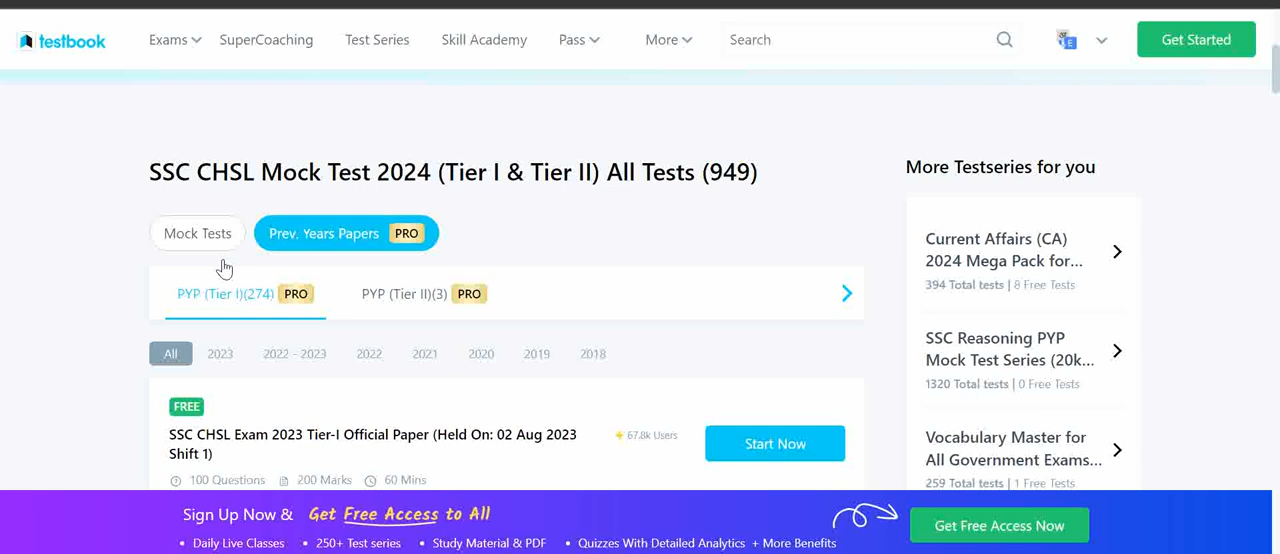 testbook Exams SuperCoaching Test Series Skill Academy Pass More Search Get Started
SSC CHSL Mock Test 2024 (Tier I & Tier II) All Tests (949)
Mock Tests Prev. Years Papers PRO
PYP (Tier I)(274) PRO PYP (Tier II)(3) PRO
All 2023 2022 - 2023 2022 2021 2020 2019 2018
FREE
SSC CHSL Exam 2023 Tier-I Official Paper (Held On: 02 Aug 2023
Shift 1)
67.8k Users
Start Now
100 Questions 200 Marks 60 Mins
More Testseries for you
Current Affairs (CA)
2024 Mega Pack for...
394 Total tests | 8 Free Tests
SSC Reasoning PYP
Mock Test Series (20k...
1320 Total tests | 0 Free Tests
Vocabulary Master for
All Government Exams...
259 Total tests | 1 Free Tests
Sign Up Now & Get Free Access to All
• Daily Live Classes • 250+ Test series • Study Material & PDF • Quizzes With Detailed Analytics + More Benefits
Get Free Access Now